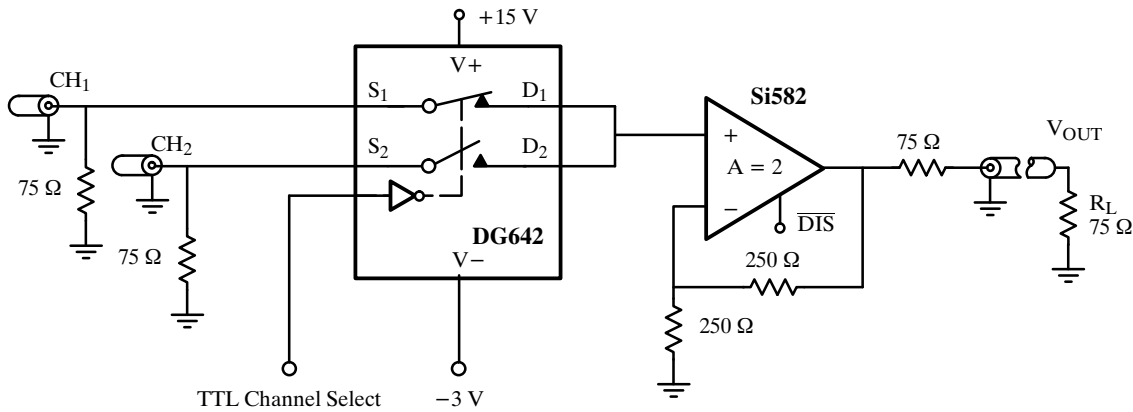 +15 V
V+
CH1
S1
D1
Si582
CH2
S2
D2
+
A = 2
−
75 Ω
VOUT
75 Ω
DIS
RL
75 Ω
75 Ω
DG642
V−
250 Ω
250 Ω
TTL Channel Select
−3 V